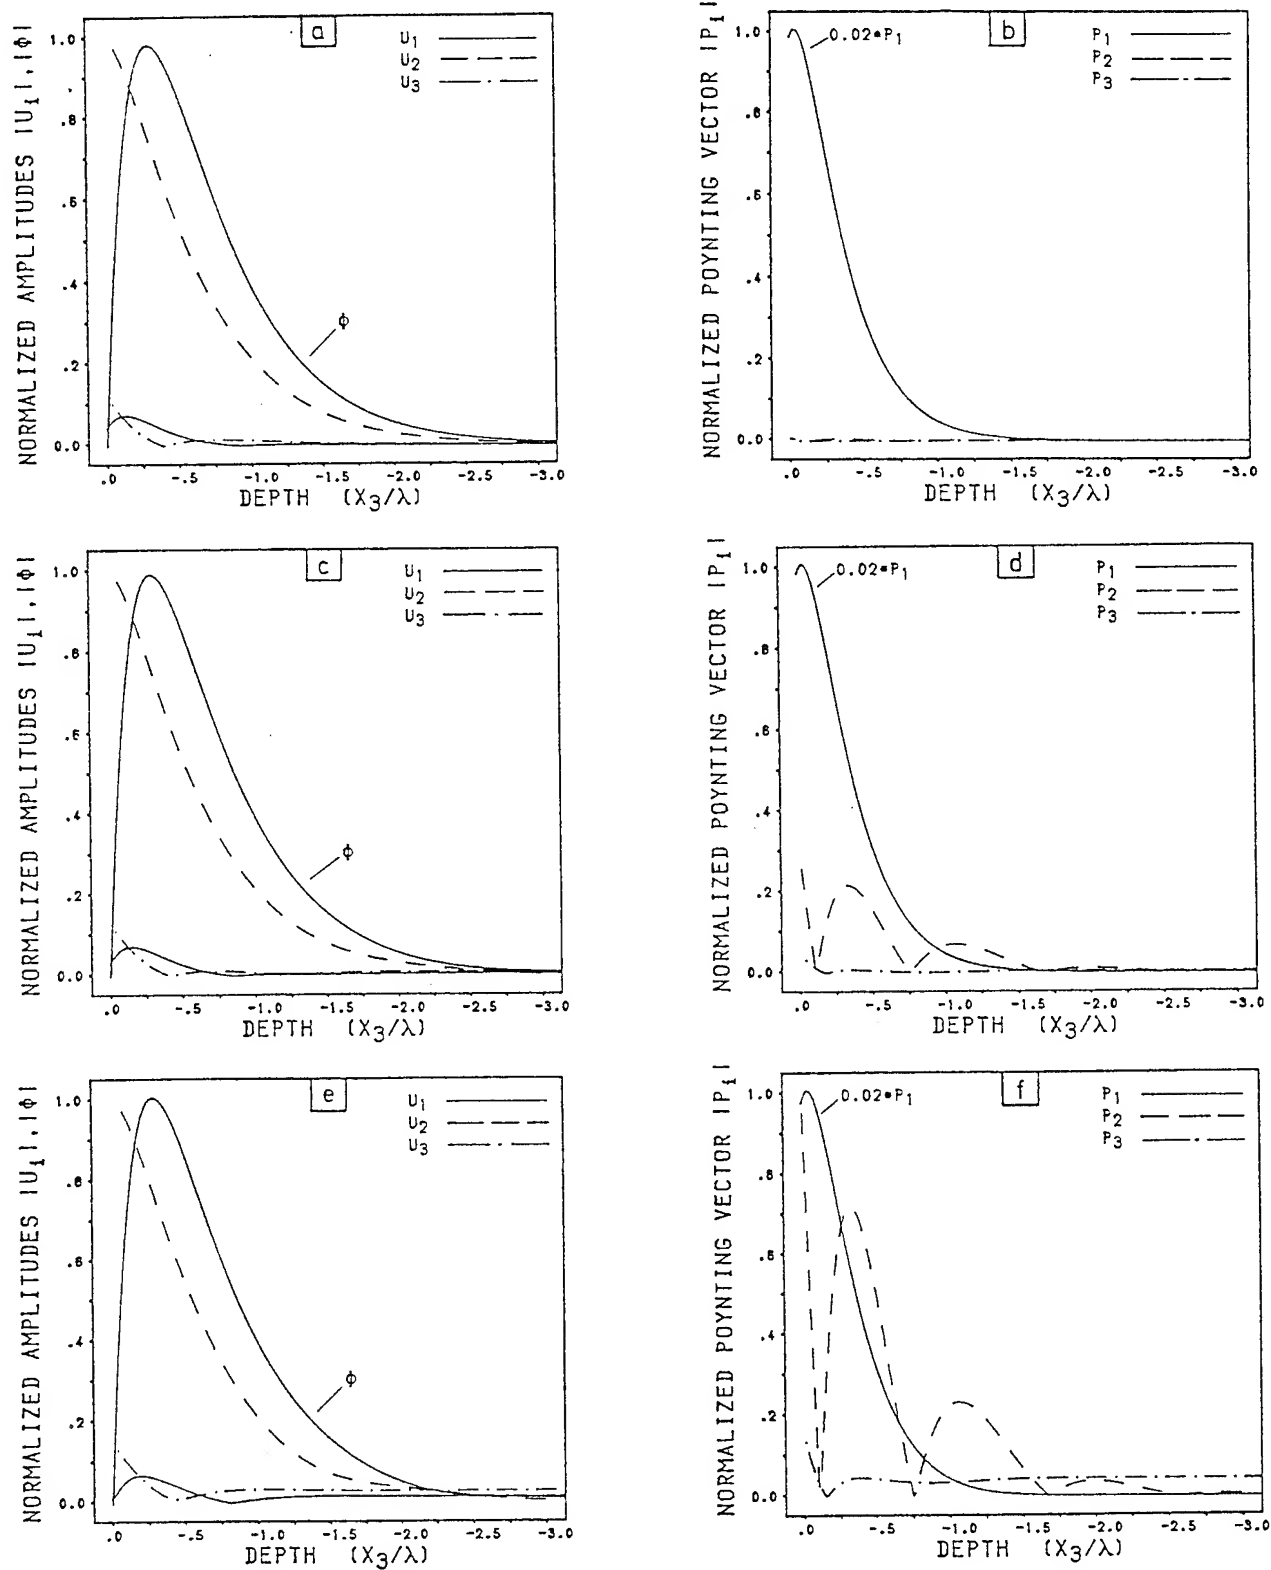 NORMALIZED AMPLITUDES |U₁|,|ϕ|
a
U₁
U₂
U₃
1.0
.8
.6
.4
.2
0.0
ϕ
.0 -.5 -1.0 -1.5 -2.0 -2.5 -3.0
DEPTH (X₃/λ)
NORMALIZED POYNTING VECTOR |Pᵢ|
b
0.02*P₁
P₁
P₂
P₃
1.0
.8
.6
.4
.2
0.0
.0 -.5 -1.0 -1.5 -2.0 -2.5 -3.0
DEPTH (X₃/λ)
NORMALIZED AMPLITUDES |Uᵢ|,|ϕ|
c
U₁
U₂
U₃
1.0
.8
.6
.4
.2
0.0
ϕ
.0 -.5 -1.0 -1.5 -2.0 -2.5 -3.0
DEPTH (X₃/λ)
NORMALIZED POYNTING VECTOR |Pᵢ|
d
0.02*P₁
P₁
P₂
P₃
1.0
.8
.6
.4
.2
0.0
.0 -.5 -1.0 -1.5 -2.0 -2.5 -3.0
DEPTH (X₃/λ)
NORMALIZED AMPLITUDES |Uᵢ|,|ϕ|
e
U₁
U₂
U₃
1.0
.8
.6
.4
.2
0.0
ϕ
.0 -.5 -1.0 -1.5 -2.0 -2.5 -3.0
DEPTH (X₃/λ)
NORMALIZED POYNTING VECTOR |Pᵢ|
f
0.02*P₁
P₁
P₂
P₃
1.0
.8
.6
.4
.2
0.0
.0 -.5 -1.0 -1.5 -2.0 -2.5 -3.0
DEPTH (X₃/λ)